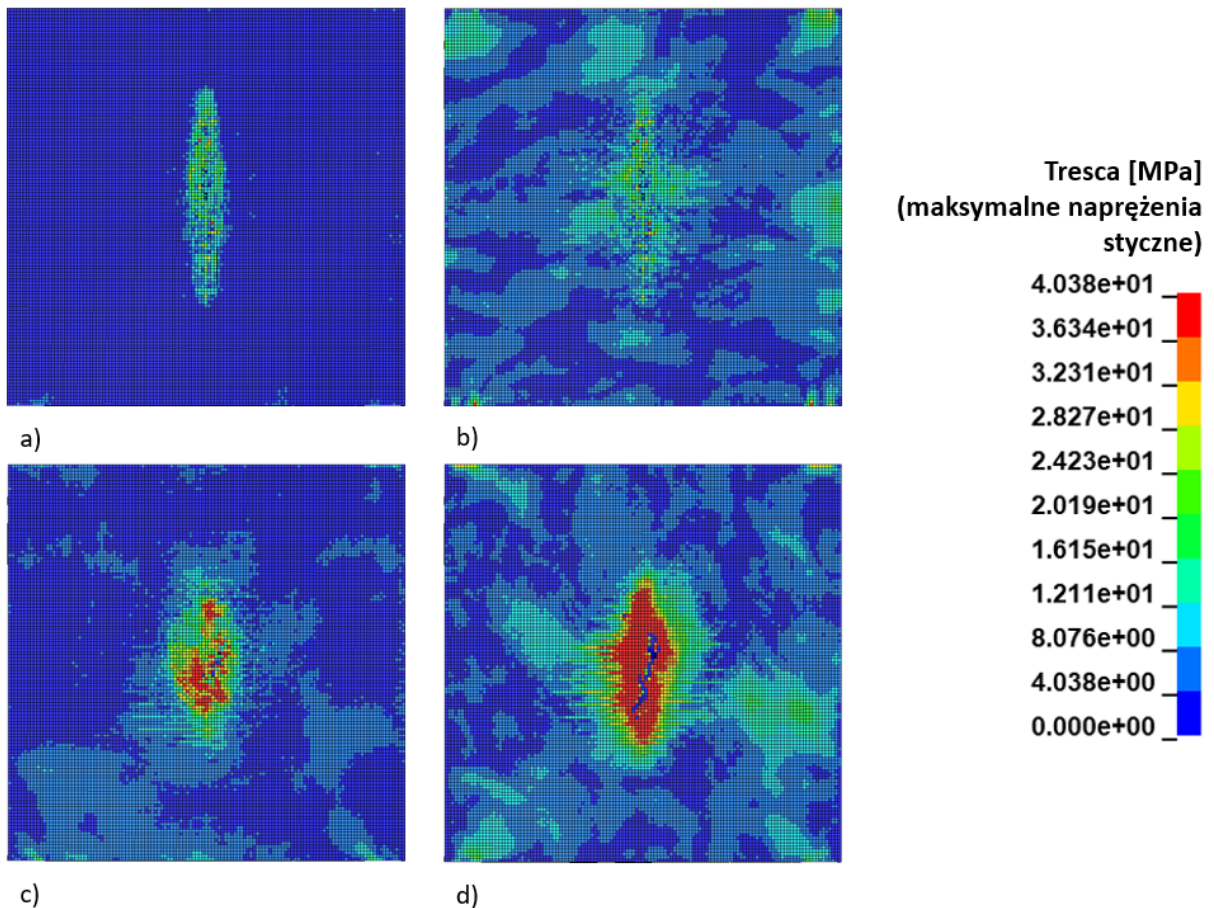 a)
b)
c)
d)
Tresca [MPa]
(maksymalne naprężenia
styczne)
4.038e+01
3.634e+01
3.231e+01
2.827e+01
2.423e+01
2.019e+01
1.615e+01
1.211e+01
8.076e+00
4.038e+00
0.000e+00